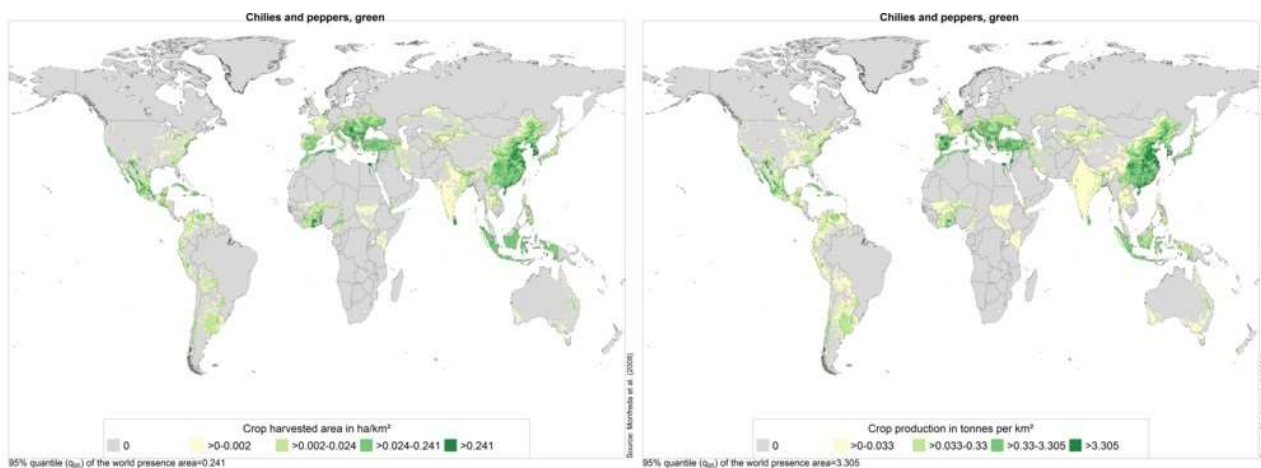 Chilies and peppers, green
Crop harvested area in ha/km²
0 >0-0.002 >0.002-0.024 >0.024-0.241 >0.241
Source: Monfreda et al. (2008)
95% quantile (q95) of the world presence area=0.241
Chilies and peppers, green
Crop production in tonnes per km²
0 >0-0.033 >0.033-0.33 >0.33-3.305 >3.305
95% quantile (q95) of the world presence area=3.305